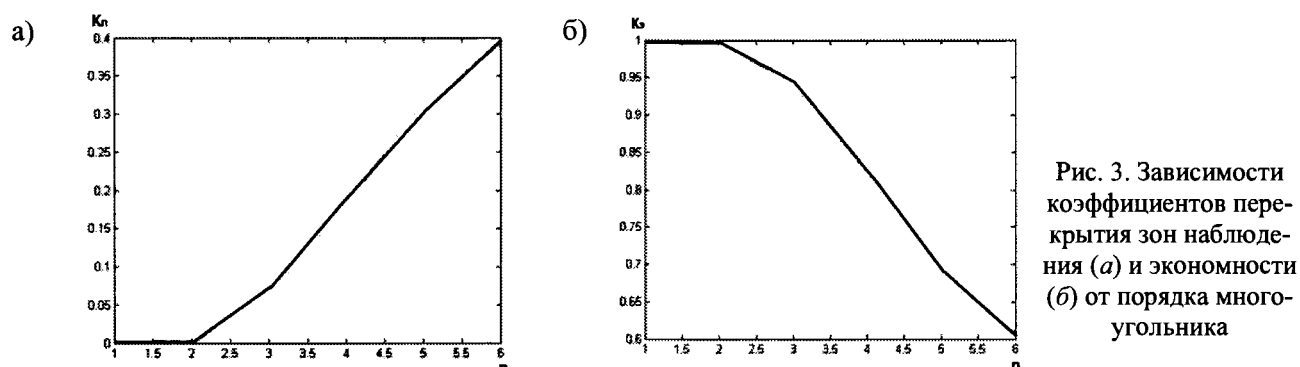 а)
Кп
0.4
0.35
0.3
0.25
0.2
0.15
0.1
0.05
0
1 1.5 2 2.5 3 3.5 4 4.5 5 5.5 6
n
б)
Кэ
1
0.95
0.9
0.85
0.8
0.75
0.7
0.65
0.6
1 1.5 2 2.5 3 3.5 4 4.5 5 5.5 6
n
Рис. 3. Зависимости
коэффициентов пере-
крытия зон наблюде-
ния (а) и экономности
(б) от порядка много-
угольника